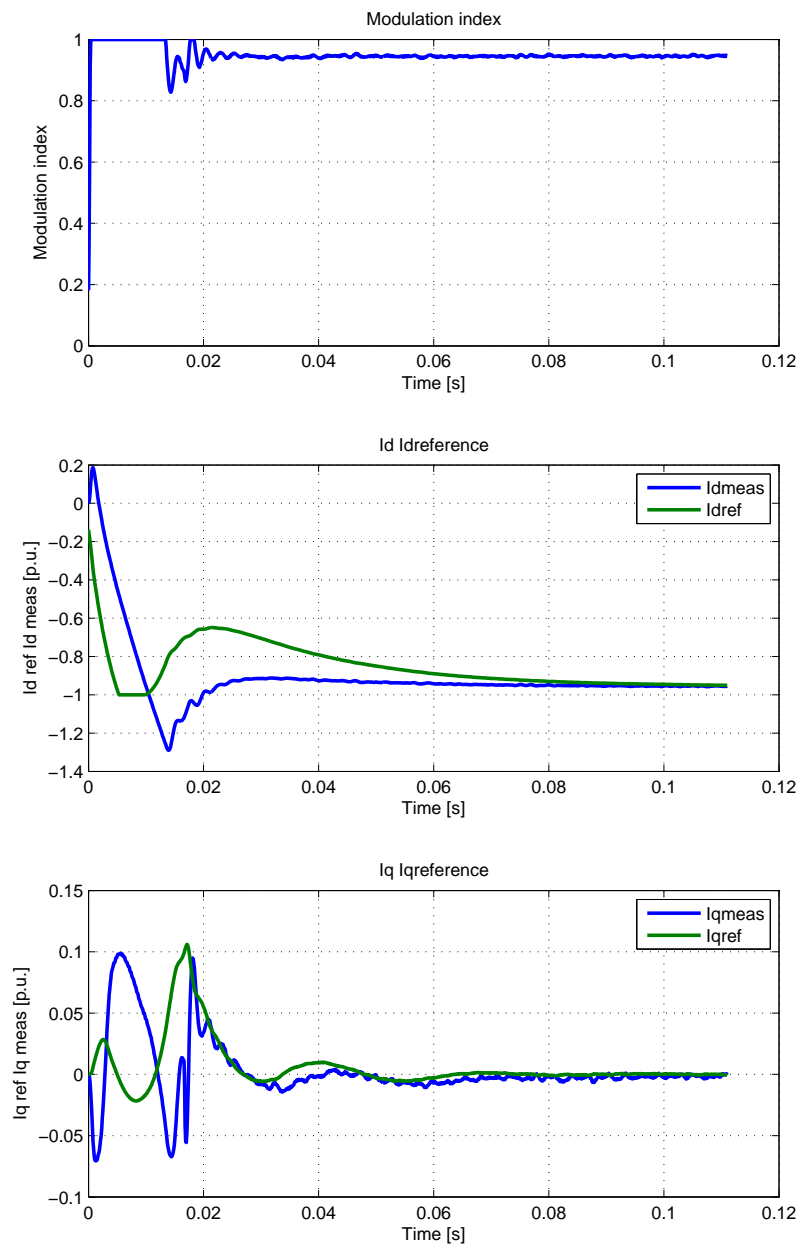 Modulation index
1
0.8
0.6
0.4
0.2
0
Modulation index
0 0.02 0.04 0.06 0.08 0.1 0.12
Time [s]
Id Idreference
0.2
0
−0.2
−0.4
−0.6
−0.8
−1
−1.2
−1.4
Id ref Id meas [p.u.]
Idmeas
Idref
0 0.02 0.04 0.06 0.08 0.1 0.12
Time [s]
Iq Iqreference
0.15
0.1
0.05
0
−0.05
−0.1
Iq ref Iq meas [p.u.]
Iqmeas
Iqref
0 0.02 0.04 0.06 0.08 0.1 0.12
Time [s]